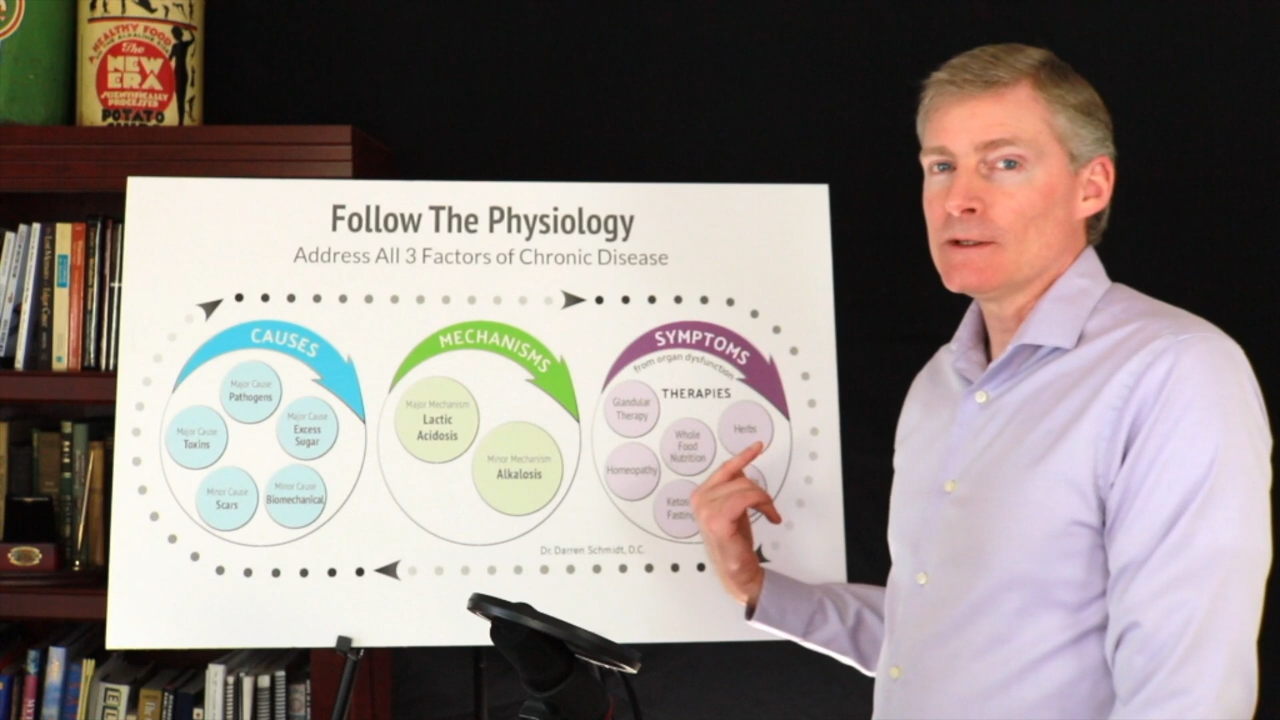 A HEALTHY FOOD
The
NEW
ERA
SCIENTIFICALLY
PROCESSED
POTATO
Follow The Physiology
Address All 3 Factors of Chronic Disease
CAUSES
Major Cause
Pathogens
Major Cause
Toxins
Major Cause
Excess
Sugar
Minor Cause
Scars
Minor Cause
Biomechanical
MECHANISMS
Major Mechanism
Lactic
Acidosis
Minor Mechanism
Alkalosis
SYMPTOMS
from organ dysfunction
THERAPIES
Glandular
Therapy
Whole
Food
Nutrition
Herbs
Homeopathy
Fasting
Dr. Darren Schmidt, D.C.